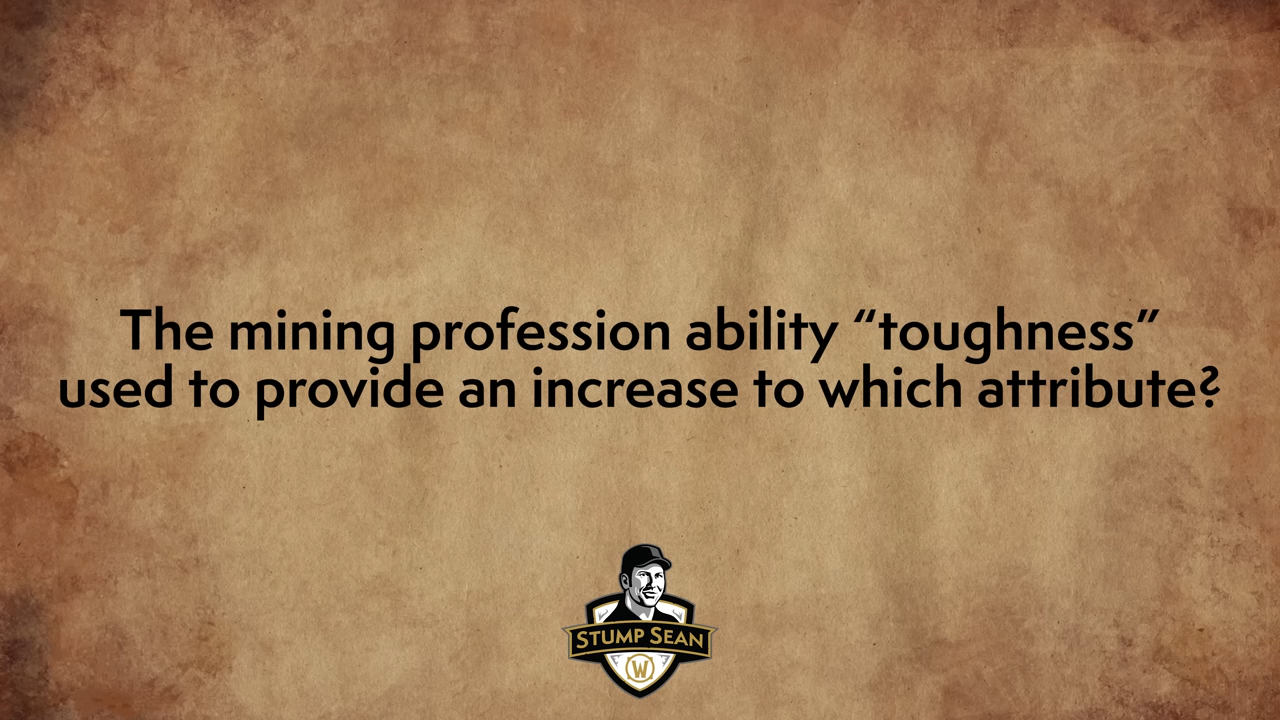 The mining profession ability “toughness”
used to provide an increase to which attribute?
STUMP SEAN
W